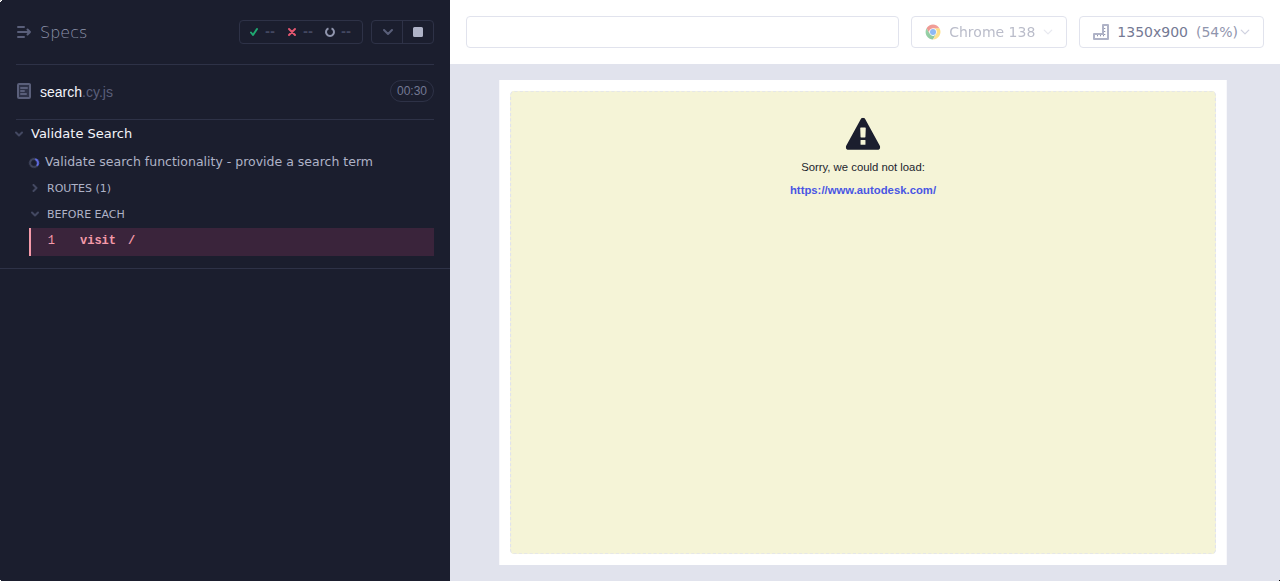 Specs
-- -- --
search.cy.js
00:30
Validate Search
Validate search functionality - provide a search term
ROUTES (1)
BEFORE EACH
1 visit /
Chrome 138
1350x900 (54%)
Sorry, we could not load:
https://www.autodesk.com/